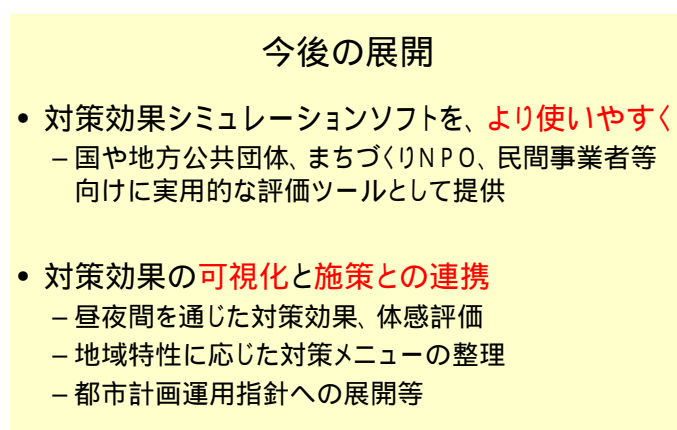 今後の展開
• 対策効果シミュレーションソフトを、より使いやすく
– 国や地方公共団体、まちづくりＮＰＯ、民間事業者等
向けに実用的な評価ツールとして提供
• 対策効果の可視化と施策との連携
– 昼夜間を通じた対策効果、体感評価
– 地域特性に応じた対策メニューの整理
– 都市計画運用指針への展開等